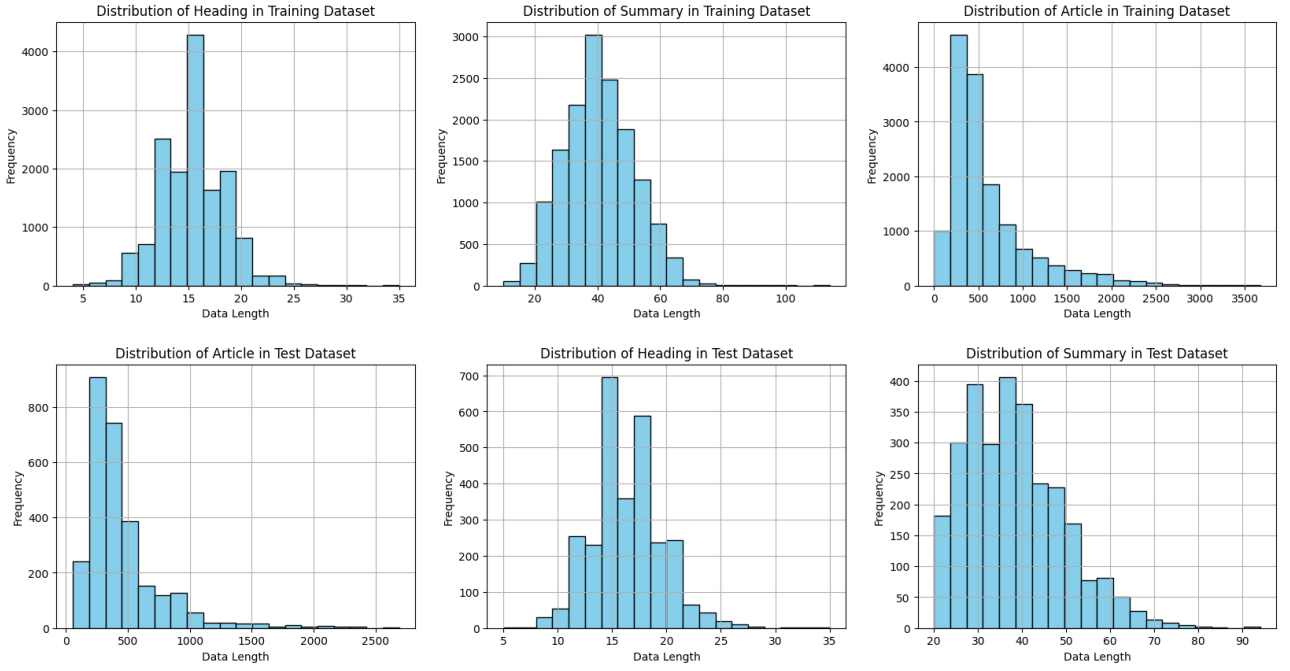 Distribution of Heading in Training Dataset
Frequency
4000
3000
2000
1000
0
5 10 15 20 25 30 35
Data Length
Distribution of Summary in Training Dataset
Frequency
3000
2500
2000
1500
1000
500
0
20 40 60 80 100
Data Length
Distribution of Article in Training Dataset
Frequency
4000
3000
2000
1000
0
0 500 1000 1500 2000 2500 3000 3500
Data Length
Distribution of Article in Test Dataset
Frequency
800
600
400
200
0
0 500 1000 1500 2000 2500
Data Length
Distribution of Heading in Test Dataset
Frequency
700
600
500
400
300
200
100
0
5 10 15 20 25 30 35
Data Length
Distribution of Summary in Test Dataset
Frequency
400
350
300
250
200
150
100
50
0
20 30 40 50 60 70 80 90
Data Length